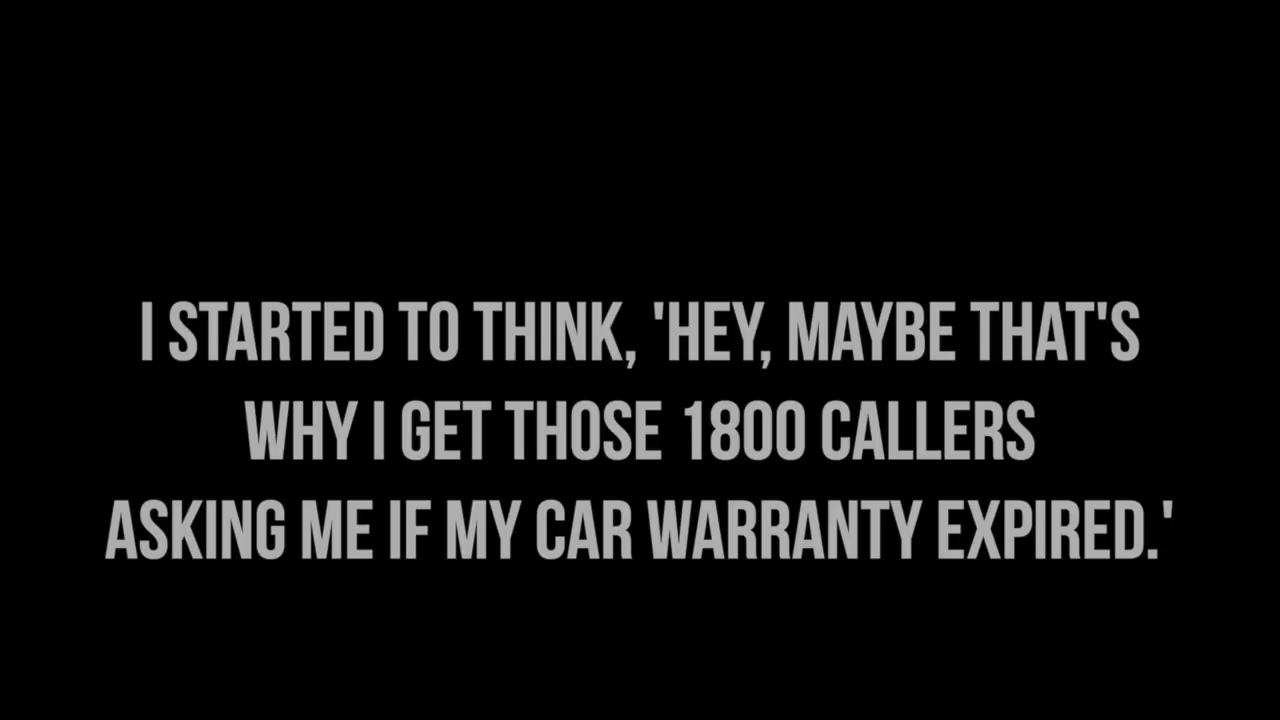 I STARTED TO THINK, 'HEY, MAYBE THAT'S
WHY I GET THOSE 1800 CALLERS
ASKING ME IF MY CAR WARRANTY EXPIRED.'